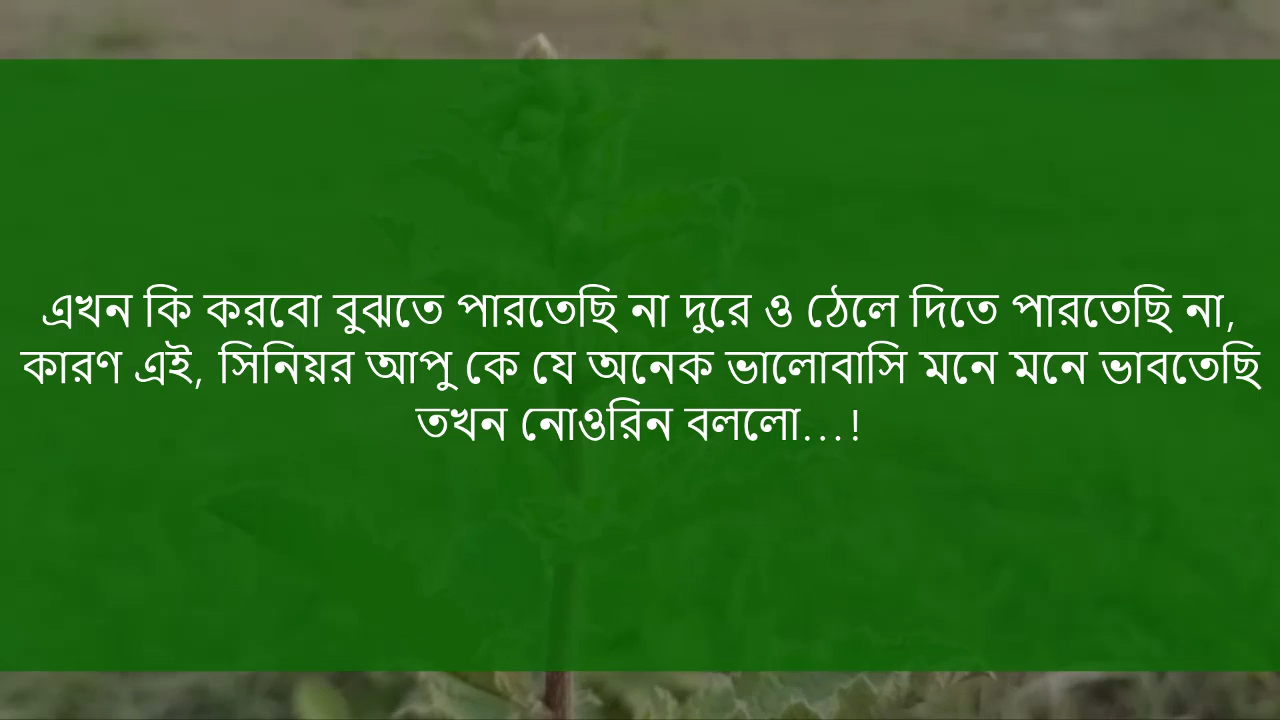 এখন কি করবো বুঝতে পারতেছি না দুরে ও ঠেলে দিতে পারতেছি না,
কারণ এই, সিনিয়র আপু কে যে অনেক ভালোবাসি মনে মনে ভাবতেছি
তখন নোওরিন বললো...!